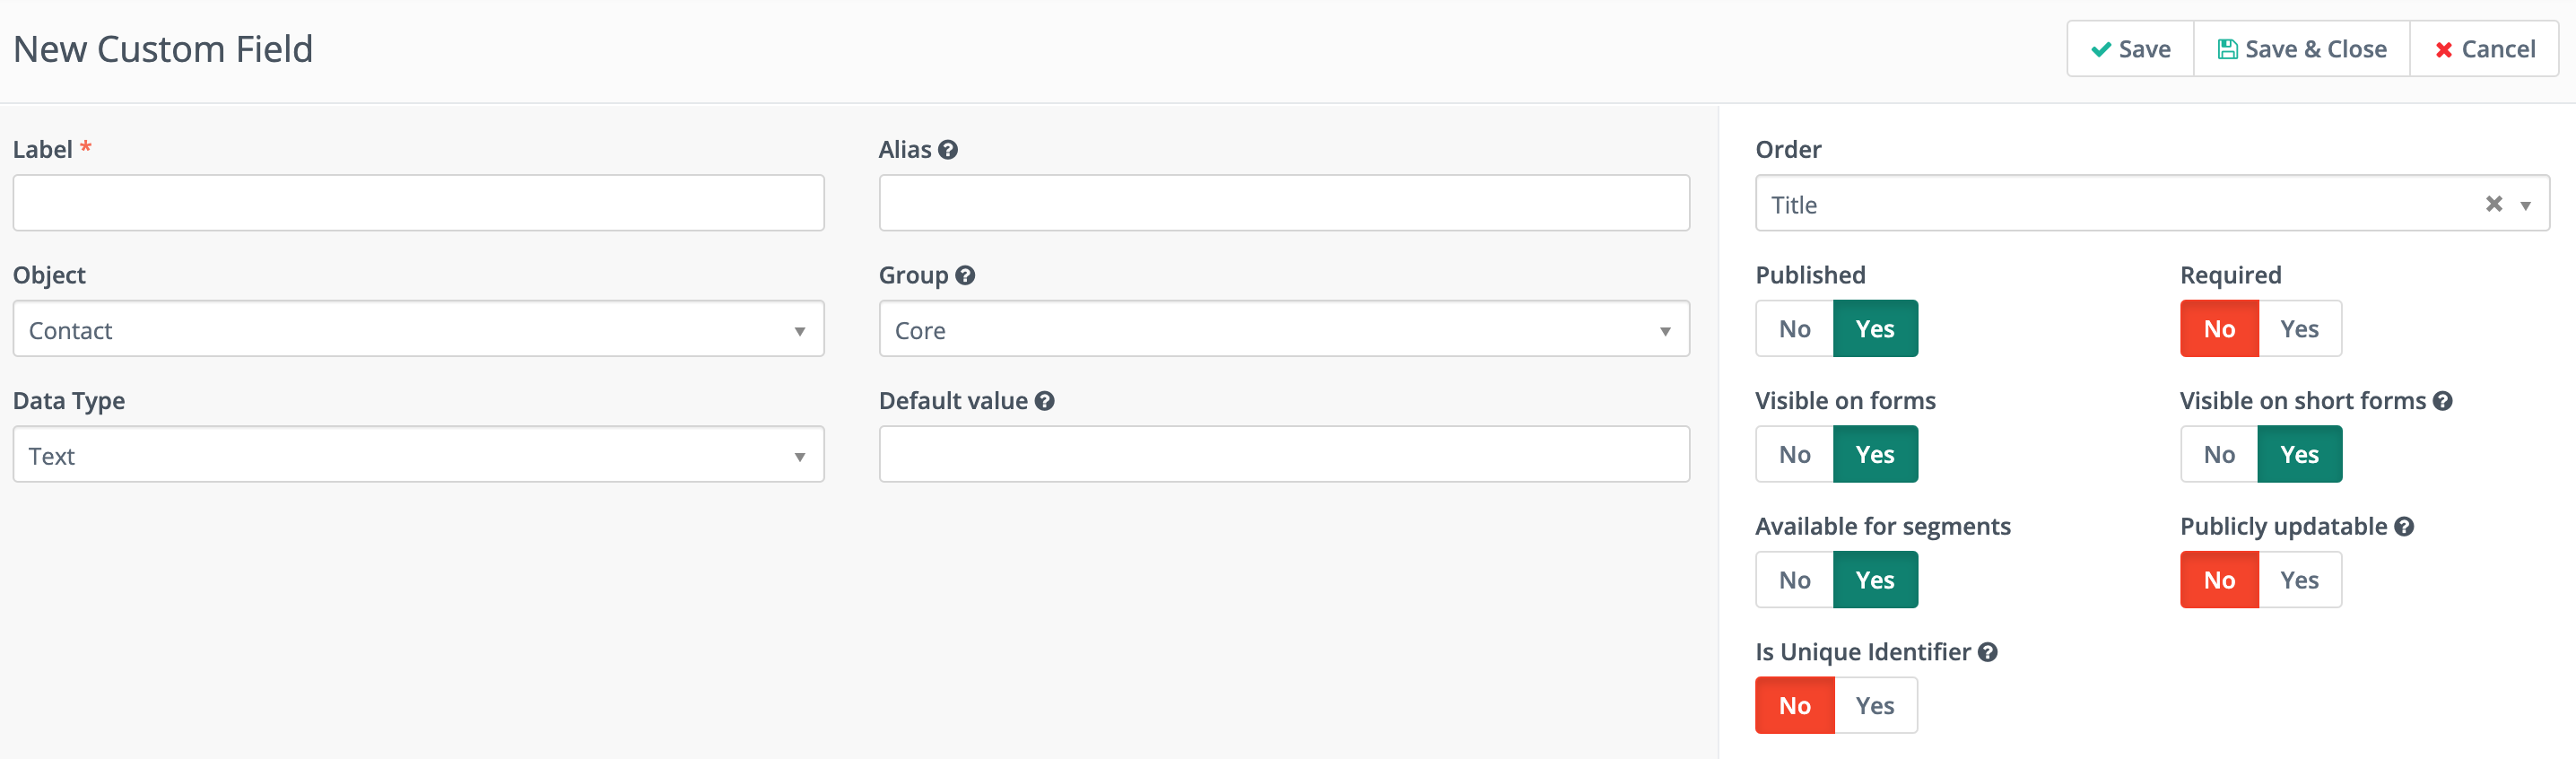 New Custom Field
Save
Save & Close
Cancel
Label *
Alias
Object
Contact
Group
Core
Data Type
Text
Default value
Order
Title
Published
No Yes
Required
No Yes
Visible on forms
No Yes
Visible on short forms
No Yes
Available for segments
No Yes
Publicly updatable
No Yes
Is Unique Identifier
No Yes